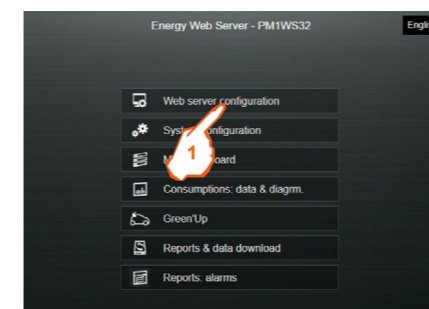 Energy Web Server - PM1WS32
Web server configuration
1
Consumptions: data & diagrm.
Green'Up
Reports & data download
Reports: alarms